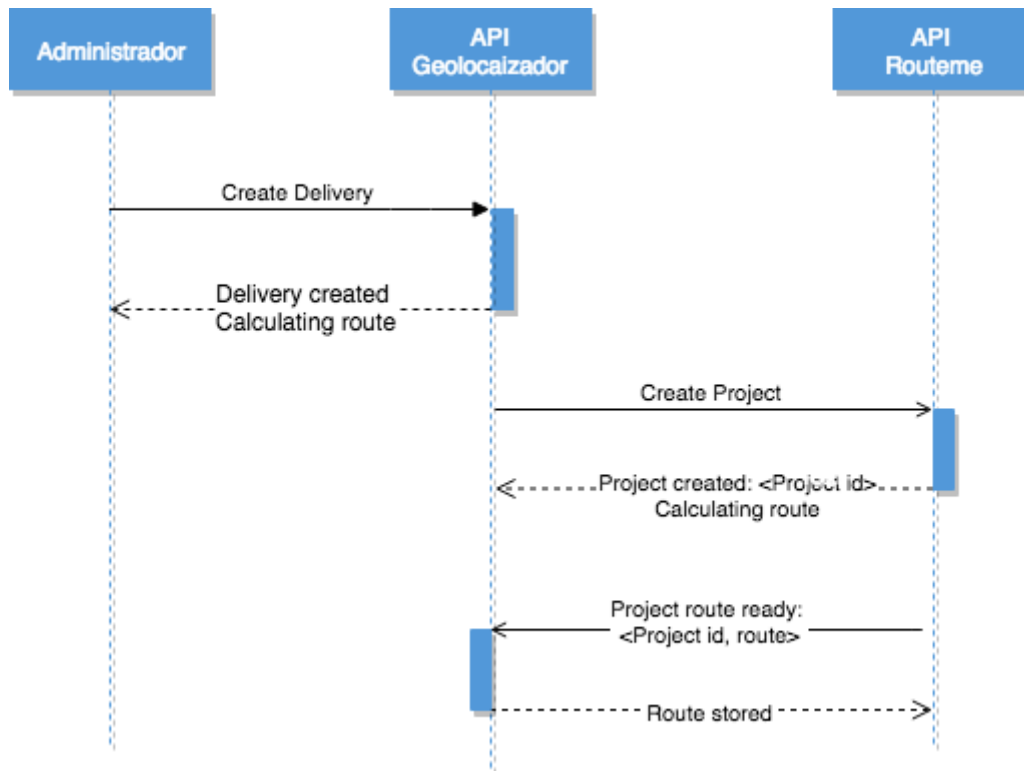 Administrador
API
Geolocaizador
API
Routeme
Create Delivery
Delivery created
Calculating route
Create Project
Project created: <Project id>
Calculating route
Project route ready:
<Project id, route>
Route stored